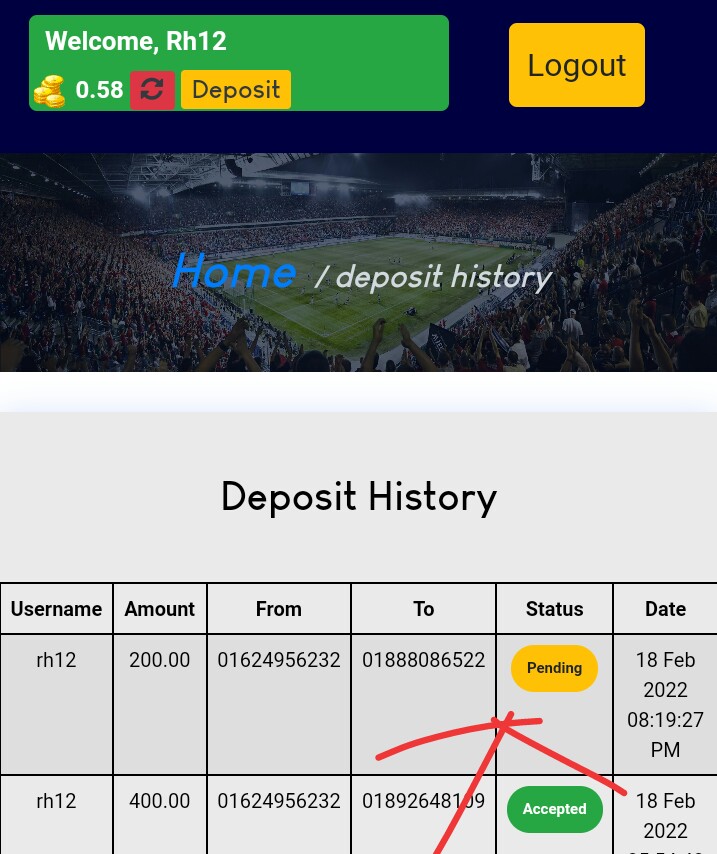 Welcome, Rh12
0.58 Deposit
Logout
Home / deposit history
Deposit History
Username Amount From To Status Date
rh12 200.00 01624956232 01888086522 Pending 18 Feb
2022
08:19:27
PM
rh12 400.00 01624956232 01892648109 Accepted 18 Feb
2022